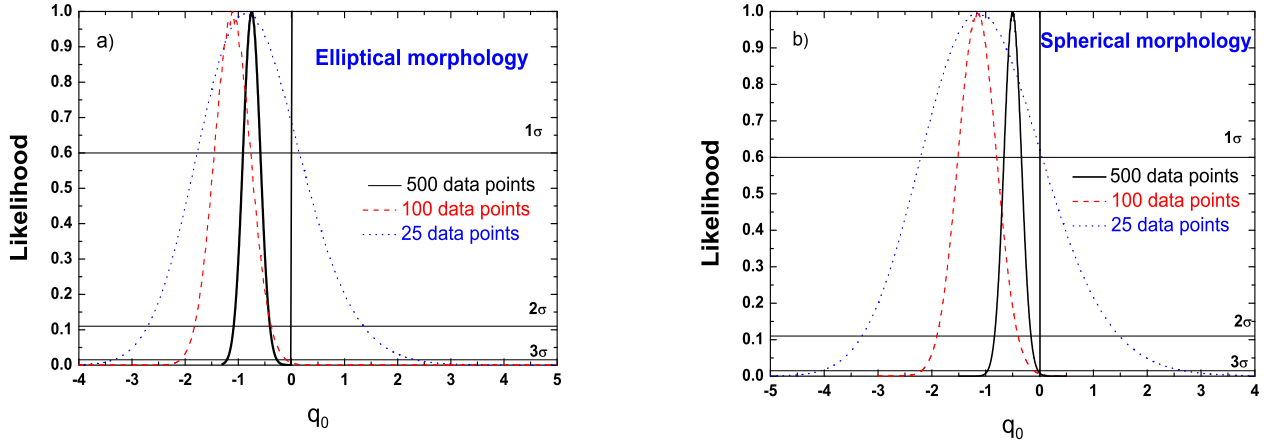 a)
Elliptical morphology
1.0
0.9
0.8
0.7
0.6
0.5
0.4
0.3
0.2
0.1
0.0
Likelihood
1σ
500 data points
100 data points
25 data points
2σ
3σ
-4 -3 -2 -1 0 1 2 3 4 5
q0
b)
Spherical morphology
1.0
0.9
0.8
0.7
0.6
0.5
0.4
0.3
0.2
0.1
0.0
Likelihood
1σ
500 data points
100 data points
25 data points
2σ
3σ
-5 -4 -3 -2 -1 0 1 2 3 4
q0